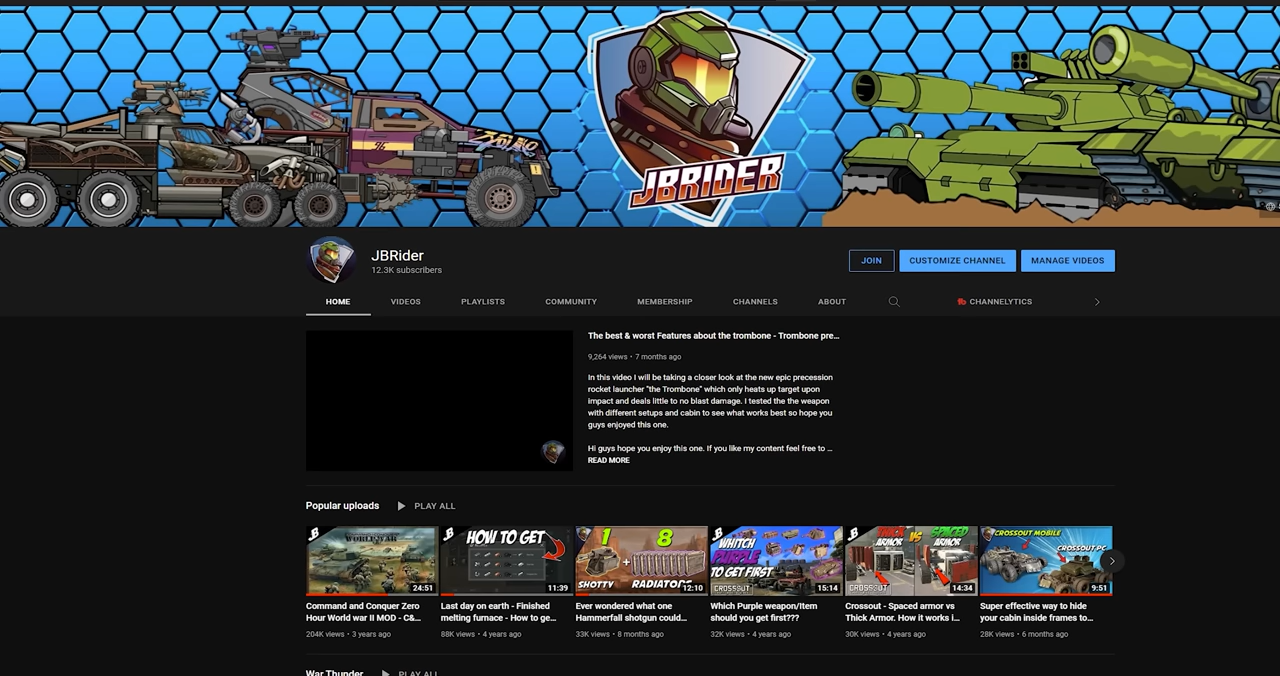 JBRIDER
JBRider
12.3K subscribers
JOIN
CUSTOMIZE CHANNEL
MANAGE VIDEOS
HOME
VIDEOS
PLAYLISTS
COMMUNITY
MEMBERSHIP
CHANNELS
ABOUT
CHANNELYTICS
The best & worst Features about the trombone - Trombone pre...
9,264 views • 7 months ago
In this video I will be taking a closer look at the new epic precession
rocket launcher "the Trombone" which only heats up target upon
impact and deals little to no blast damage. I tested the the weapon
with different setups and cabin to see what works best so hope you
guys enjoyed this one.
Hi guys hope you enjoy this one. If you like my content feel free to ...
READ MORE
Popular uploads
PLAY ALL
WORLD WAR
24:51
HOW TO GET
11:39
1
8
+
SHOTTY
RADIATORS
12:10
WHITCH
PURPLE
TO GET FIRST
CROSSOUT
15:14
THICK
ARMOR
VS
SPACED
ARMOR
CROSSOUT
14:34
CROSSOUT MOBILE
CROSSOUT PC
9:51
Command and Conquer Zero
Hour World war II MOD - C&...
204K views • 3 years ago
Last day on earth - Finished
melting furnace - How to ge...
88K views • 4 years ago
Ever wondered what one
Hammerfall shotgun could...
33K views • 8 months ago
Which Purple weapon/Item
should you get first???
32K views • 4 years ago
Crossout - Spaced armor vs
Thick Armor. How it works i...
30K views • 4 years ago
Super effective way to hide
your cabin inside frames to...
28K views • 6 months ago
War Thunder
PLAY ALL